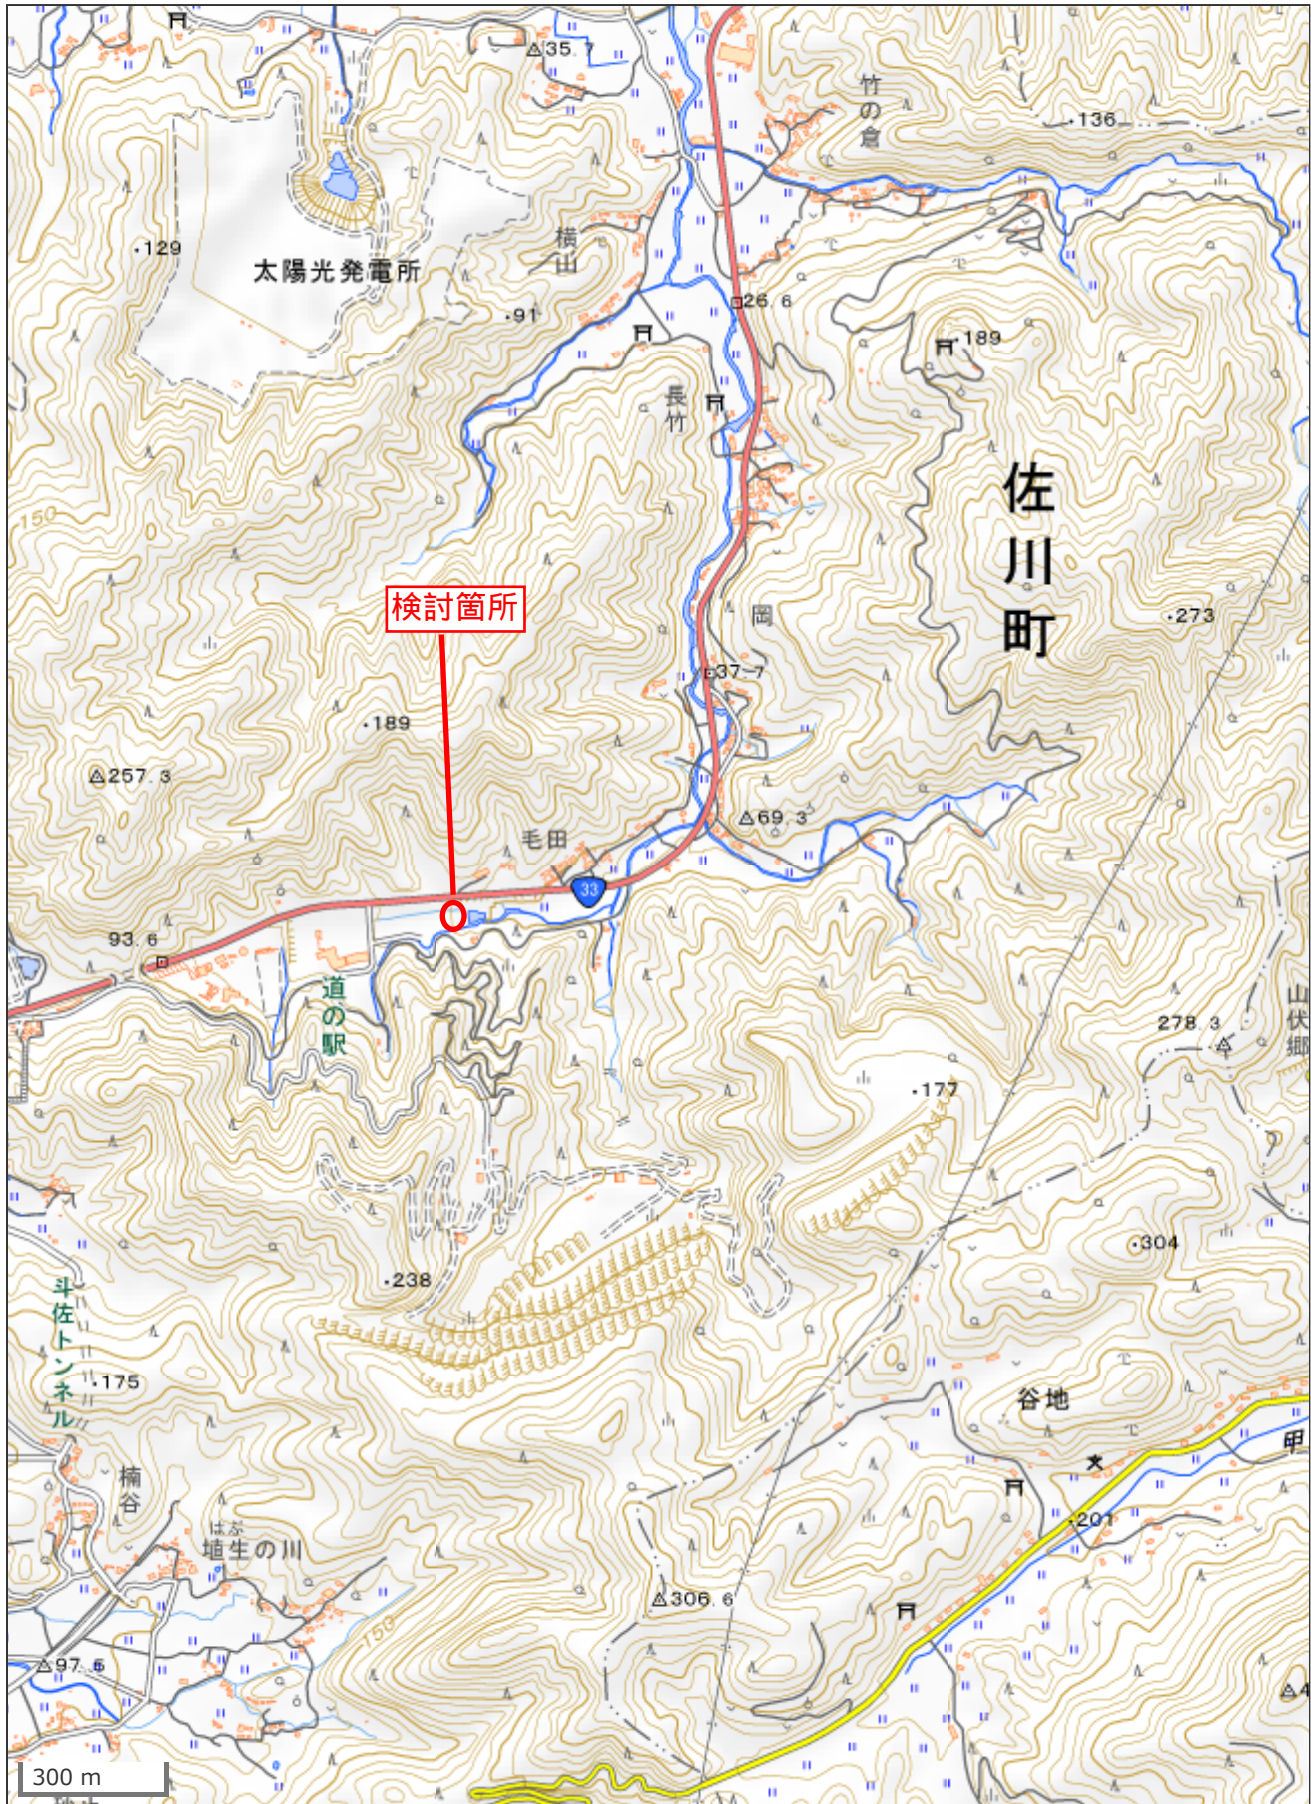 35.7
竹の倉
136
129
太陽光発電所
横山
91
26.6
189
長竹
佐川町
150
検討箇所
岡
273
37.7
189
257.3
69.3
毛田
33
93.6
道の駅
山伏郷
278.3
177
304
238
斗佐トンネル
175
谷地
甲
楠谷
はぶ
埴生の川
201
306.6
150
97.5
300 m